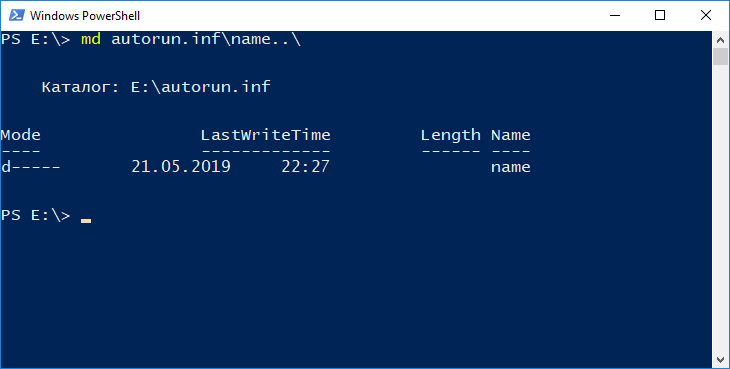 Windows PowerShell
PS E:\> md autorun.inf\name..\
Каталог: E:\autorun.inf
Mode LastWriteTime Length Name
---- ------------- ------ ----
d----- 21.05.2019 22:27 name
PS E:\>